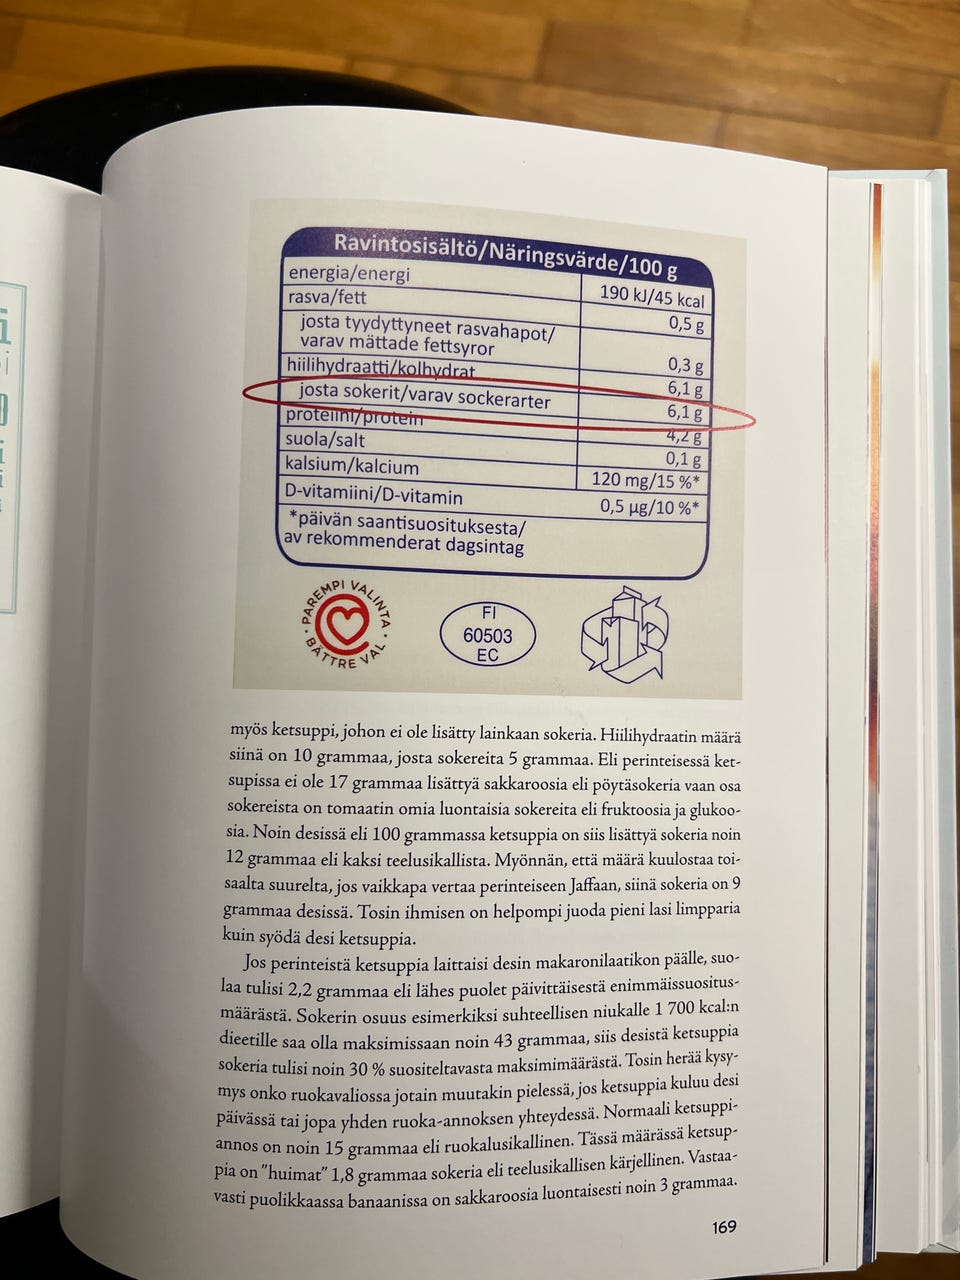 Ravintosisältö/Näringsvärde/100 g
energia/energi 190 kJ/45 kcal
rasva/fett 0,5 g
josta tyydyttyneet rasvahapot/
varav mättade fettsyror 0,3 g
hiilihydraatti/kolhydrat 6,1 g
josta sokerit/varav sockerarter 6,1 g
proteiini/protein 4,2 g
suola/salt 0,1 g
kalsium/kalcium 120 mg/15 %*
D-vitamiini/D-vitamin 0,5 µg/10 %*
*päivän saantisuosituksesta/
av rekommenderat dagsintag
PAREMPI VALINTA • BÄTTRE VAL •
FI
60503
EC
myös ketsuppi, johon ei ole lisätty lainkaan sokeria. Hiilihydraatin määrä
siinä on 10 grammaa, josta sokereita 5 grammaa. Eli perinteisessä ket-
supissa ei ole 17 grammaa lisättyä sakkaroosia eli pöytäsokeria vaan osa
sokereista on tomaatin omia luontaisia sokereita eli fruktoosia ja glukoo-
sia. Noin desissä eli 100 grammassa ketsuppia on siis lisättyä sokeria noin
12 grammaa eli kaksi teelusikallista. Myönnän, että määrä kuulostaa toi-
saalta suurelta, jos vaikkapa vertaa perinteiseen Jaffaan, siinä sokeria on 9
grammaa desissä. Tosin ihmisen on helpompi juoda pieni lasi limpparia
kuin syödä desi ketsuppia.
Jos perinteistä ketsuppia laittaisi desin makaronilaatikon päälle, suo-
laa tulisi 2,2 grammaa eli lähes puolet päivittäisestä enimmäissuositus-
määrästä. Sokerin osuus esimerkiksi suhteellisen niukalle 1 700 kcal:n
dieetille saa olla maksimissaan noin 43 grammaa, siis desistä ketsuppia
sokeria tulisi noin 30 % suositeltavasta maksimimäärästä. Tosin herää kysy-
mys onko ruokavaliossa jotain muutakin pielessä, jos ketsuppia kuluu desi
päivässä tai jopa yhden ruoka-annoksen yhteydessä. Normaali ketsuppi-
annos on noin 15 grammaa eli ruokalusikallinen. Tässä määrässä ketsup-
pia on "huimat" 1,8 grammaa sokeria eli teelusikallisen kärjellinen. Vastaa-
vasti puolikkaassa banaanissa on sakkaroosia luontaisesti noin 3 grammaa.
169